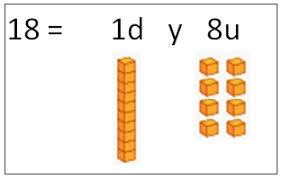 18 = 1d y 8u